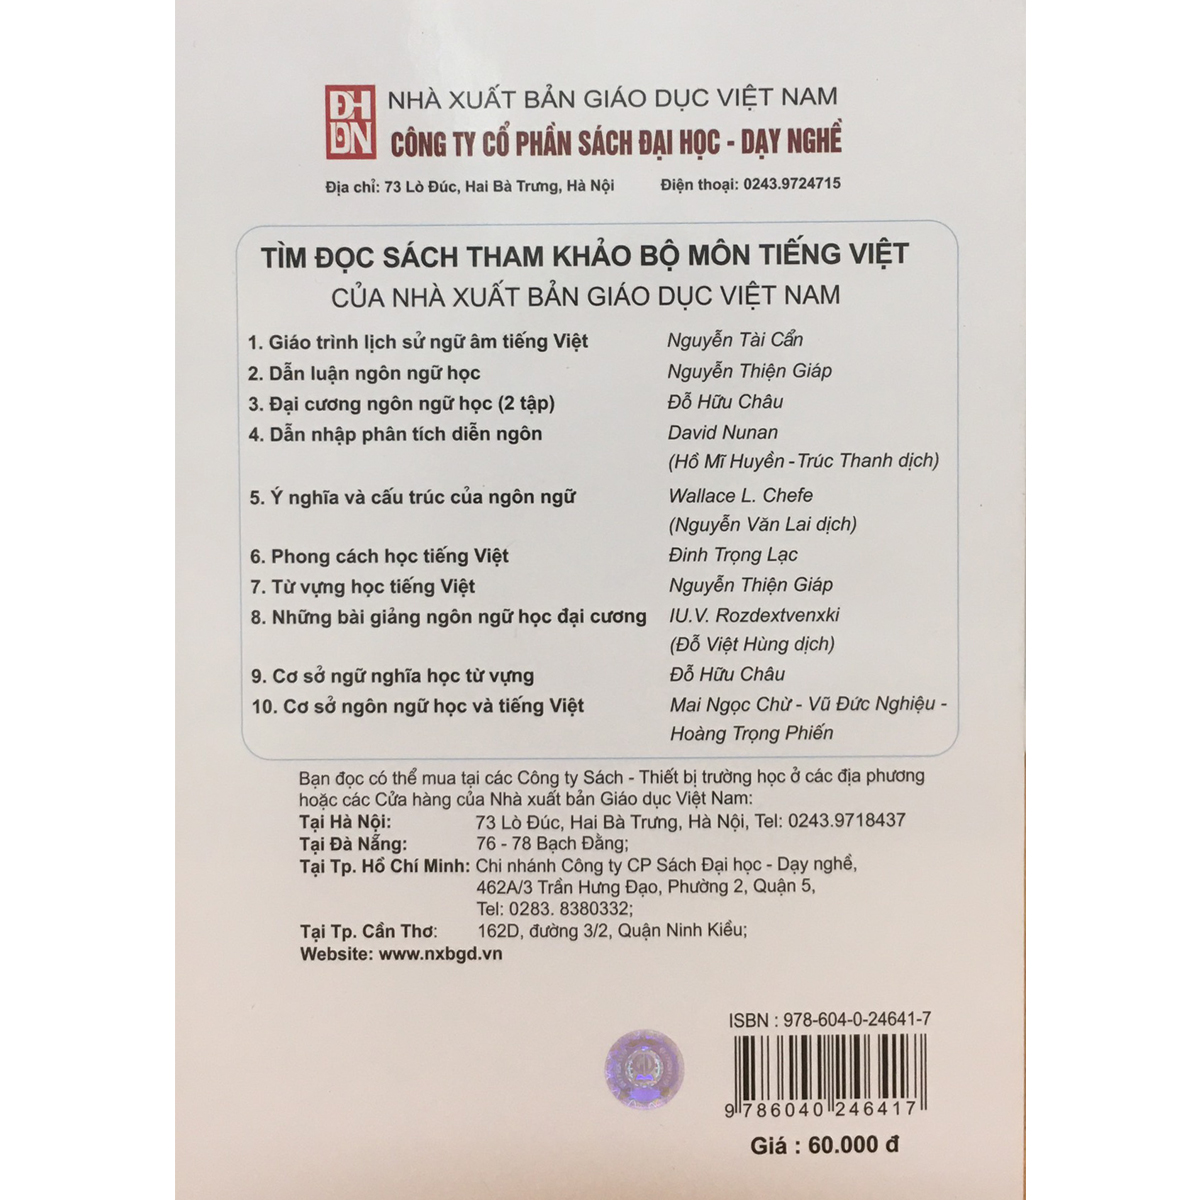 ĐH
DN
NHÀ XUẤT BẢN GIÁO DỤC VIỆT NAM
CÔNG TY CỔ PHẦN SÁCH ĐẠI HỌC - DẠY NGHỀ
Địa chỉ: 73 Lò Đúc, Hai Bà Trưng, Hà Nội Điện thoại: 0243.9724715
TÌM ĐỌC SÁCH THAM KHẢO BỘ MÔN TIẾNG VIỆT
CỦA NHÀ XUẤT BẢN GIÁO DỤC VIỆT NAM
1. Giáo trình lịch sử ngữ âm tiếng Việt Nguyễn Tài Cẩn
2. Dẫn luận ngôn ngữ học Nguyễn Thiện Giáp
3. Đại cương ngôn ngữ học (2 tập) Đỗ Hữu Châu
4. Dẫn nhập phân tích diễn ngôn David Nunan
(Hồ Mĩ Huyền - Trúc Thanh dịch)
5. Ý nghĩa và cấu trúc của ngôn ngữ Wallace L. Chefe
(Nguyễn Văn Lai dịch)
6. Phong cách học tiếng Việt Đinh Trọng Lạc
7. Từ vựng học tiếng Việt Nguyễn Thiện Giáp
8. Những bài giảng ngôn ngữ học đại cương IU.V. Rozdextvenxki
(Đỗ Việt Hùng dịch)
9. Cơ sở ngữ nghĩa học từ vựng Đỗ Hữu Châu
10. Cơ sở ngôn ngữ học và tiếng Việt Mai Ngọc Chừ - Vũ Đức Nghiệu -
Hoàng Trọng Phiến
Bạn đọc có thể mua tại các Công ty Sách - Thiết bị trường học ở các địa phương
hoặc các Cửa hàng của Nhà xuất bản Giáo dục Việt Nam:
Tại Hà Nội: 73 Lò Đúc, Hai Bà Trưng, Hà Nội, Tel: 0243.9718437
Tại Đà Nẵng: 76 - 78 Bạch Đằng;
Tại Tp. Hồ Chí Minh: Chi nhánh Công ty CP Sách Đại học - Dạy nghề,
462A/3 Trần Hưng Đạo, Phường 2, Quận 5,
Tel: 0283. 8380332;
Tại Tp. Cần Thơ: 162D, đường 3/2, Quận Ninh Kiều;
Website: www.nxbgd.vn
ISBN : 978-604-0-24641-7
9 786040 246417
Giá : 60.000 đ